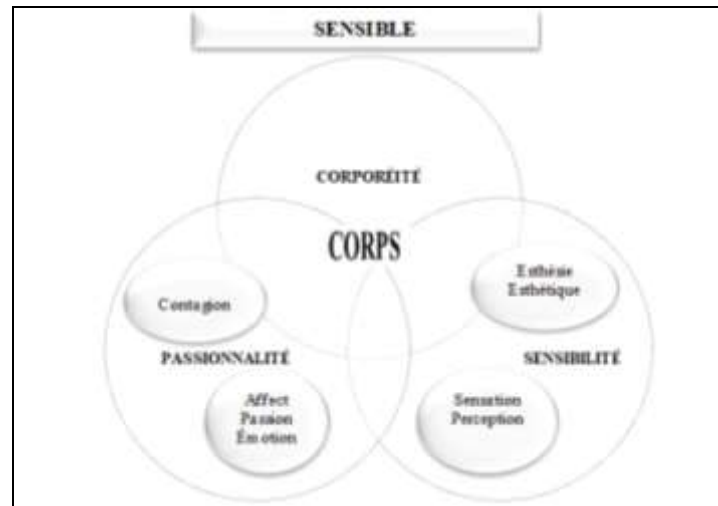 SENSIBLE
CORPORÉITÉ
CORPS
Esthésie
Esthétique
Contagion
PASSIONNALITÉ
SENSIBILITÉ
Affect
Passion
Émotion
Sensation
Perception